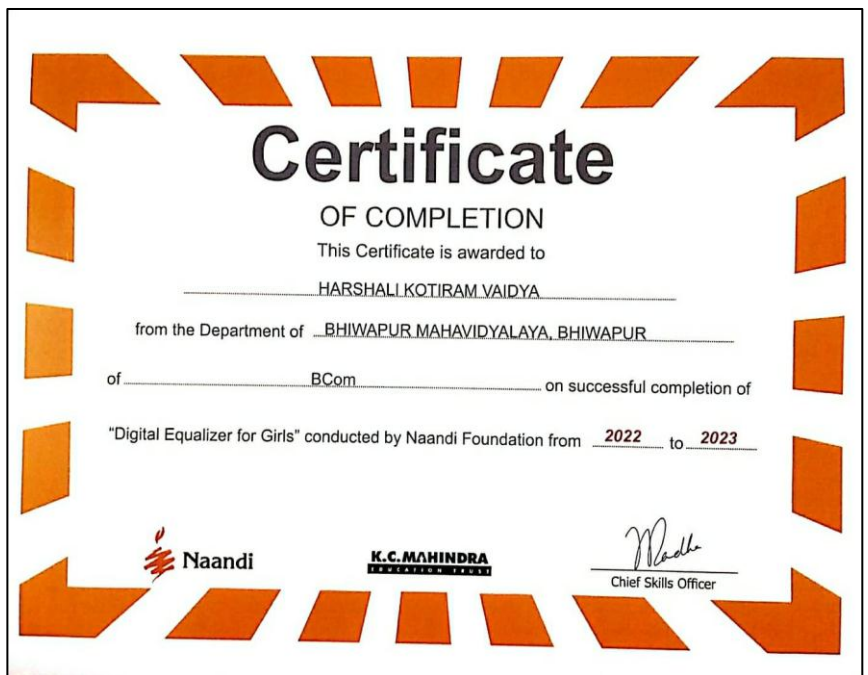 Certificate
OF COMPLETION
This Certificate is awarded to
HARSHALI KOTIRAM VAIDYA
from the Department of BHIWAPUR MAHAVIDYALAYA, BHIWAPUR
of BCom on successful completion of
"Digital Equalizer for Girls" conducted by Naandi Foundation from 2022 to 2023
Naandi
K.C.MAHINDRA
EDUCATION TRUST
Madhu
Chief Skills Officer